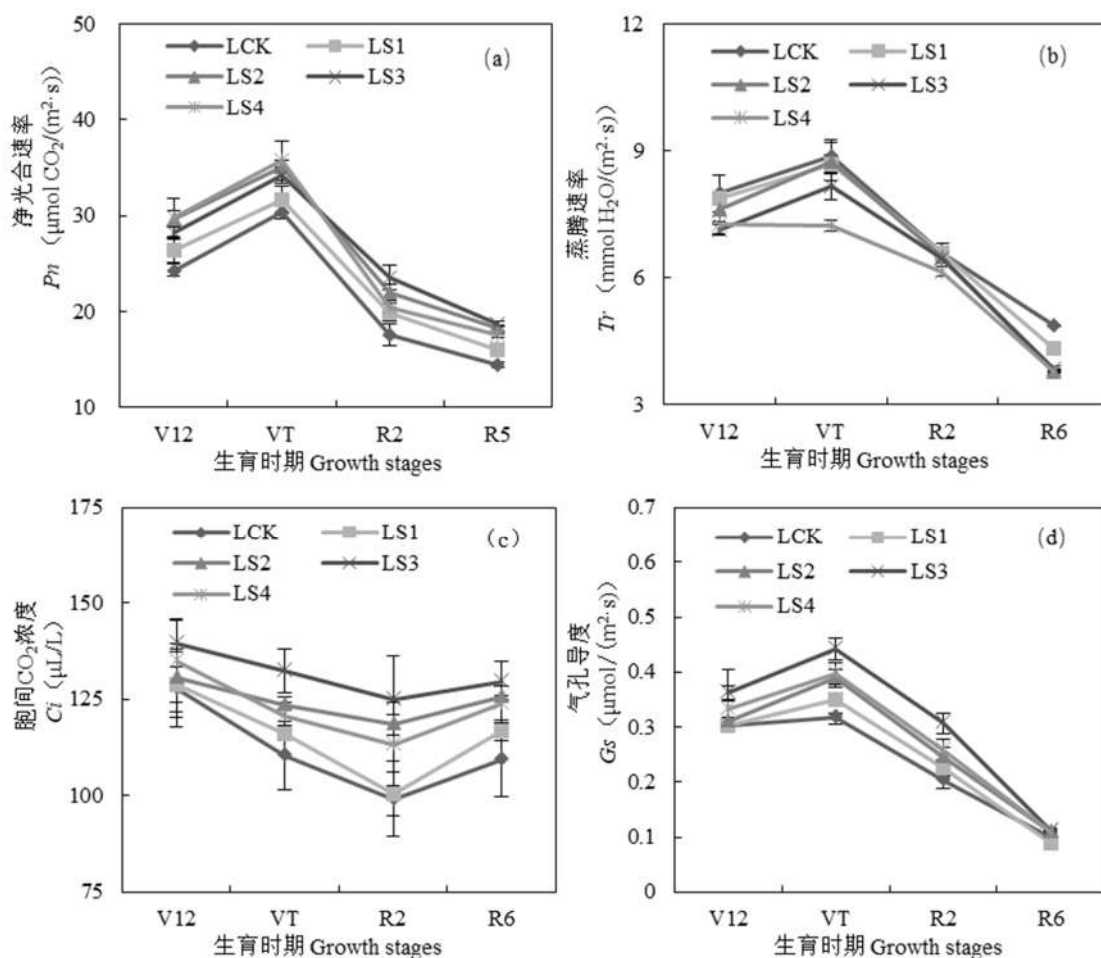 净光合速率
Pn （μmol CO₂/(m²·s)）
40
30
20
10
LCK
LS1
LS2
LS3
LS4
(a)
V12
VT
R2
R5
生育时期 Growth stages
蒸腾速率
Tr （mmol H₂O/(m²·s)）
12
9
6
3
LCK
LS1
LS2
LS3
LS4
(b)
V12
VT
R2
R6
生育时期 Growth stages
胞间CO₂浓度
Ci （μL/L）
175
150
125
100
75
LCK
LS1
LS2
LS3
LS4
（c）
V12
VT
R2
R6
生育时期 Growth stages
气孔导度
Gs （μmol/(m²·s)）
0.7
0.6
0.5
0.4
0.3
0.2
0.1
0
LCK
LS1
LS2
LS3
LS4
(d)
V12
VT
R2
R6
生育时期 Growth stages